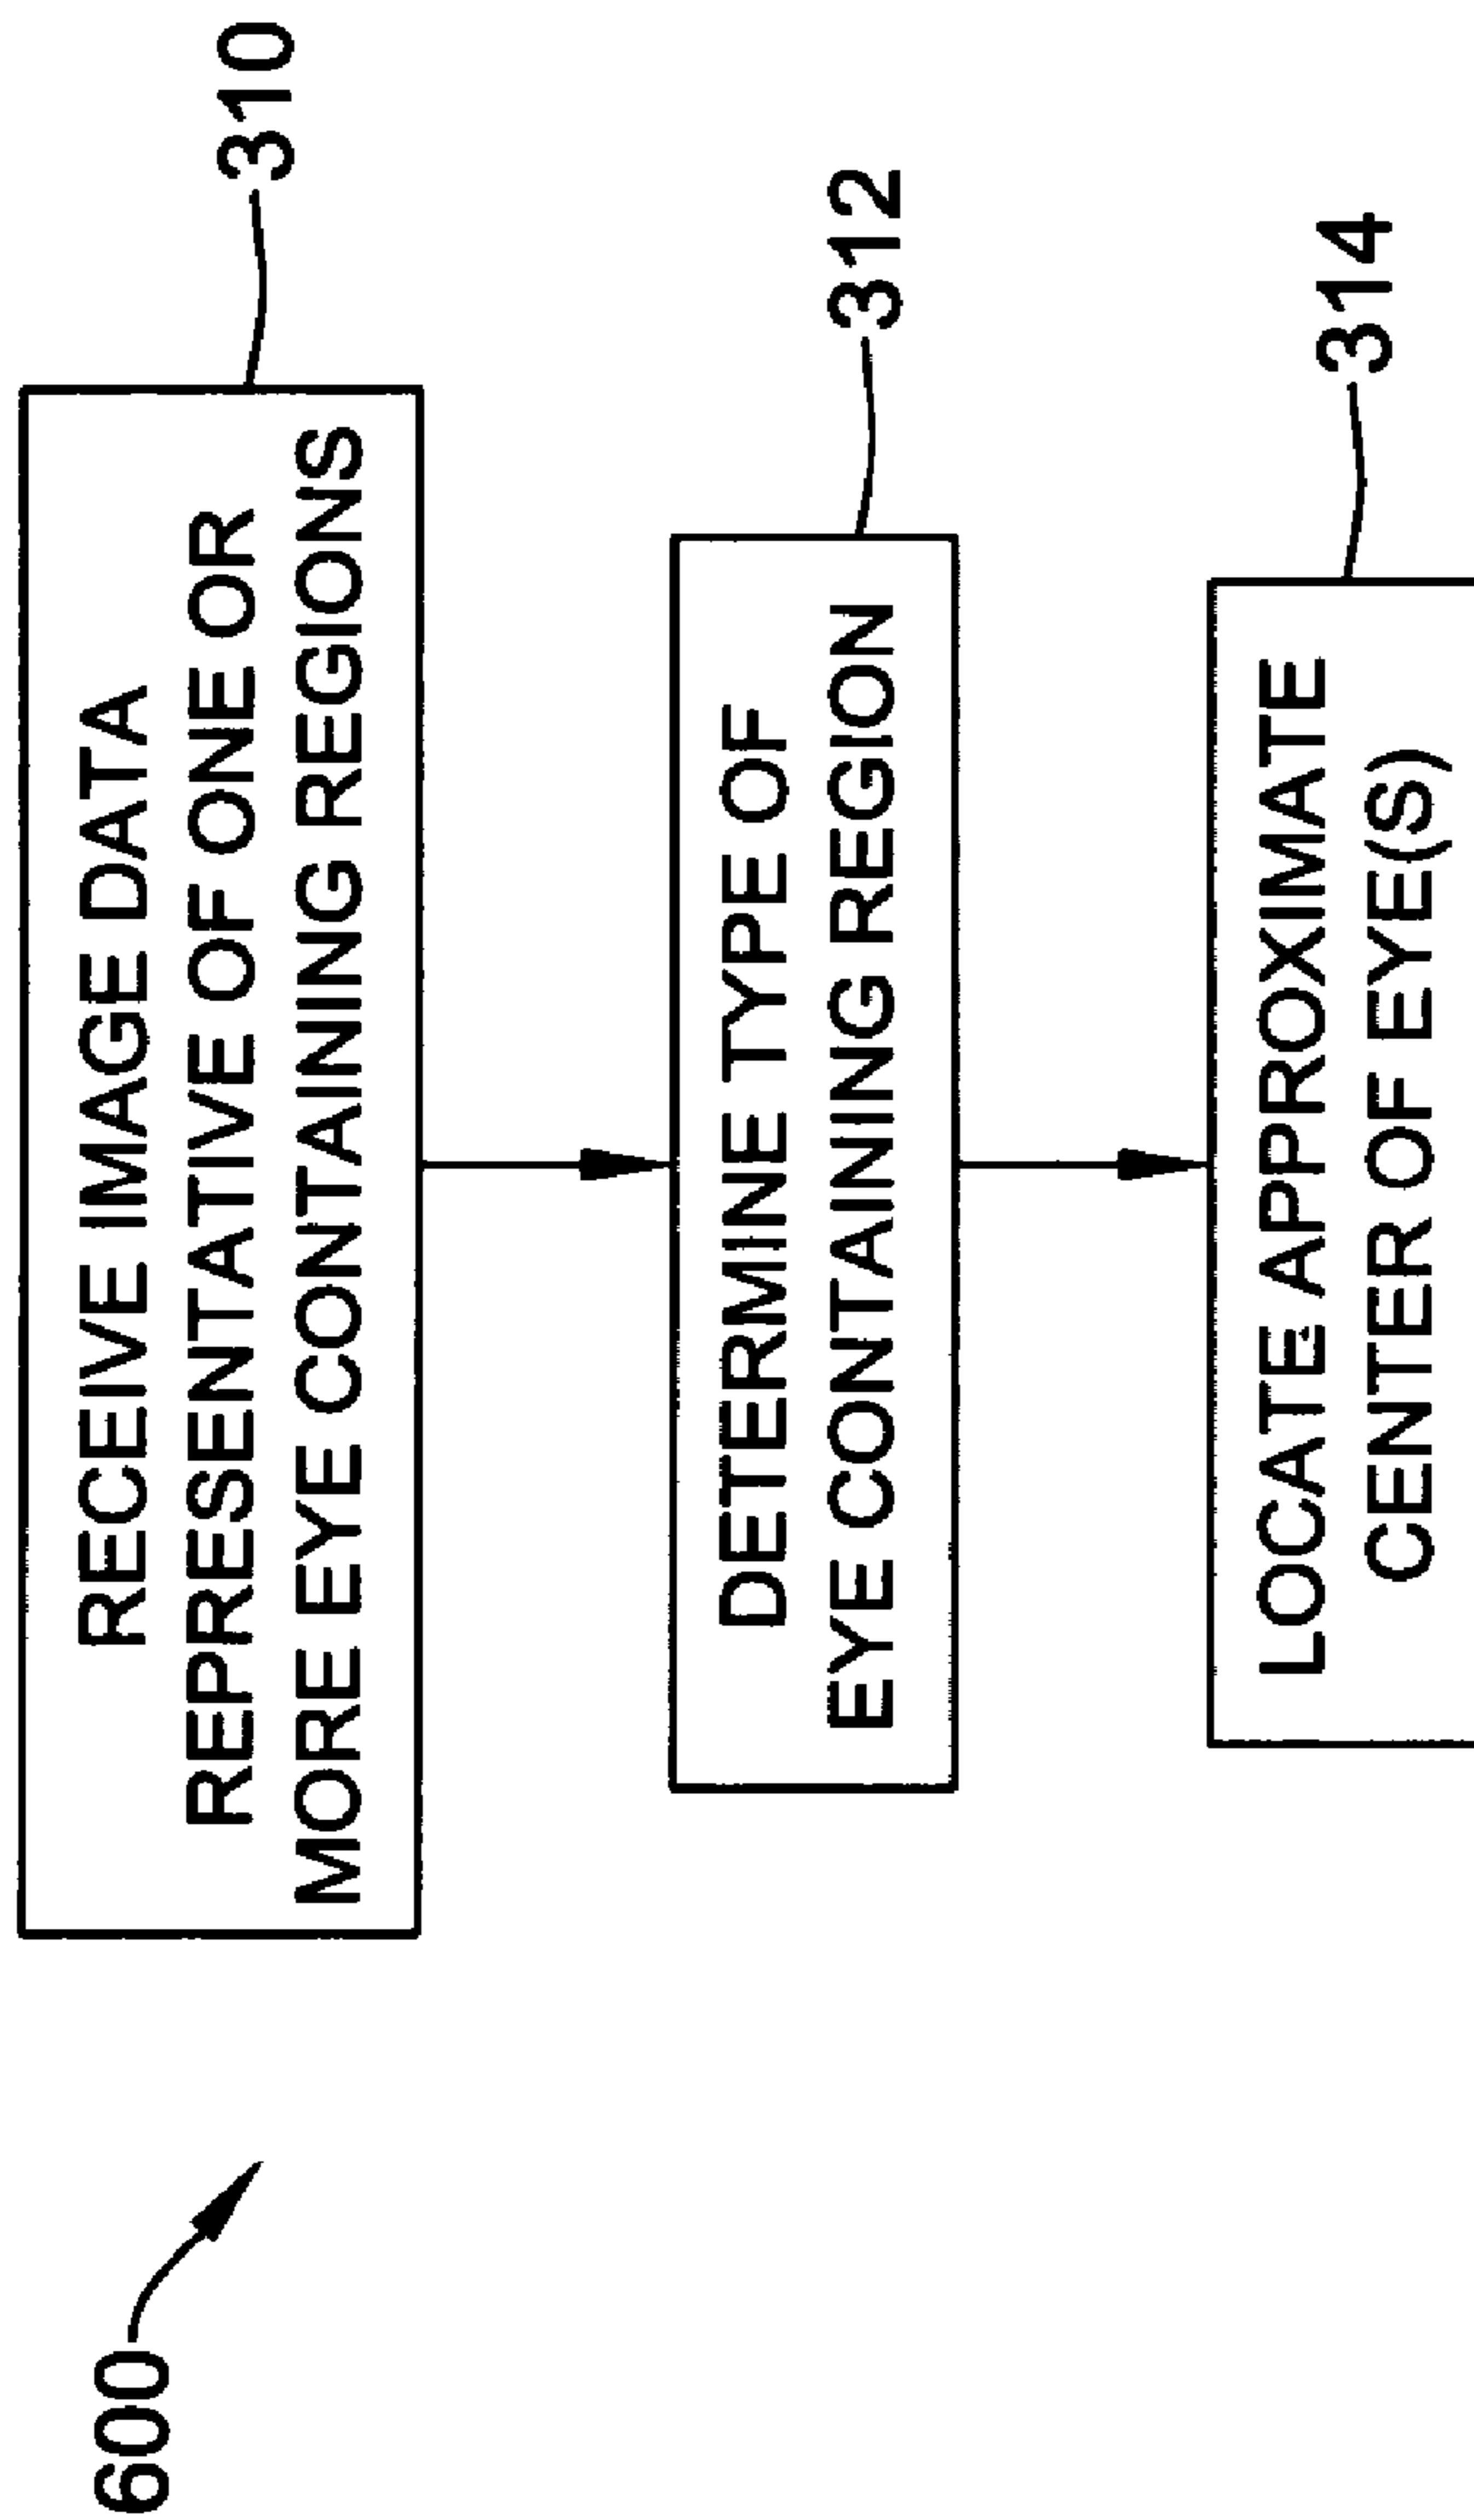 600
310
RECEIVE IMAGE DATA
REPRESENTATIVE OF ONE OR
MORE EYE CONTAINING REGIONS
312
DETERMINE TYPE OF
EYE CONTAINING REGION
314
LOCATE APPROXIMATE
CENTER OF EYE(S)